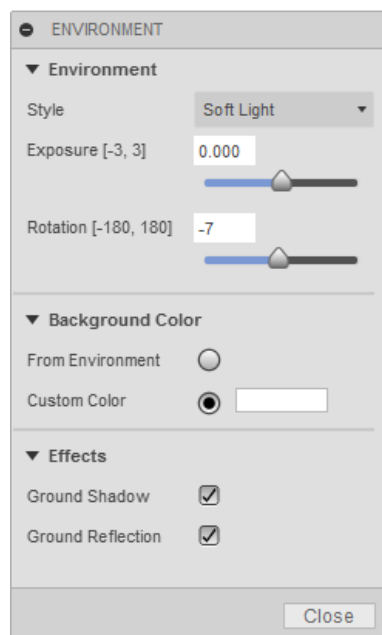 ENVIRONMENT
Environment
Style Soft Light
Exposure [-3, 3] 0.000
Rotation [-180, 180] -7
Background Color
From Environment
Custom Color
Effects
Ground Shadow
Ground Reflection
Close